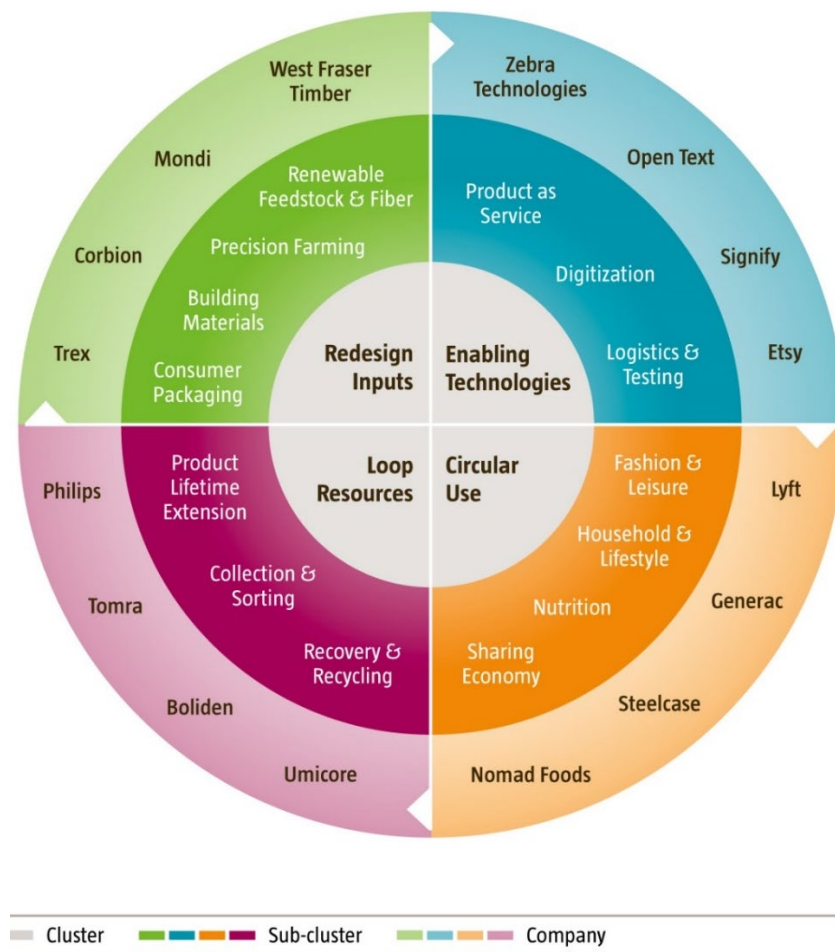 West Fraser
Timber
Mondi
Corbion
Trex
Renewable
Feedstock & Fiber
Precision Farming
Building
Materials
Consumer
Packaging
Redesign
Inputs
Zebra
Technologies
Open Text
Signify
Etsy
Product as
Service
Digitization
Logistics &
Testing
Enabling
Technologies
Philips
Tomra
Boliden
Umicore
Product
Lifetime
Extension
Collection &
Sorting
Recovery &
Recycling
Loop
Resources
Circular
Use
Fashion &
Leisure
Household &
Lifestyle
Nutrition
Sharing
Economy
Lyft
Generac
Steelcase
Nomad Foods
Cluster
Sub-cluster
Company